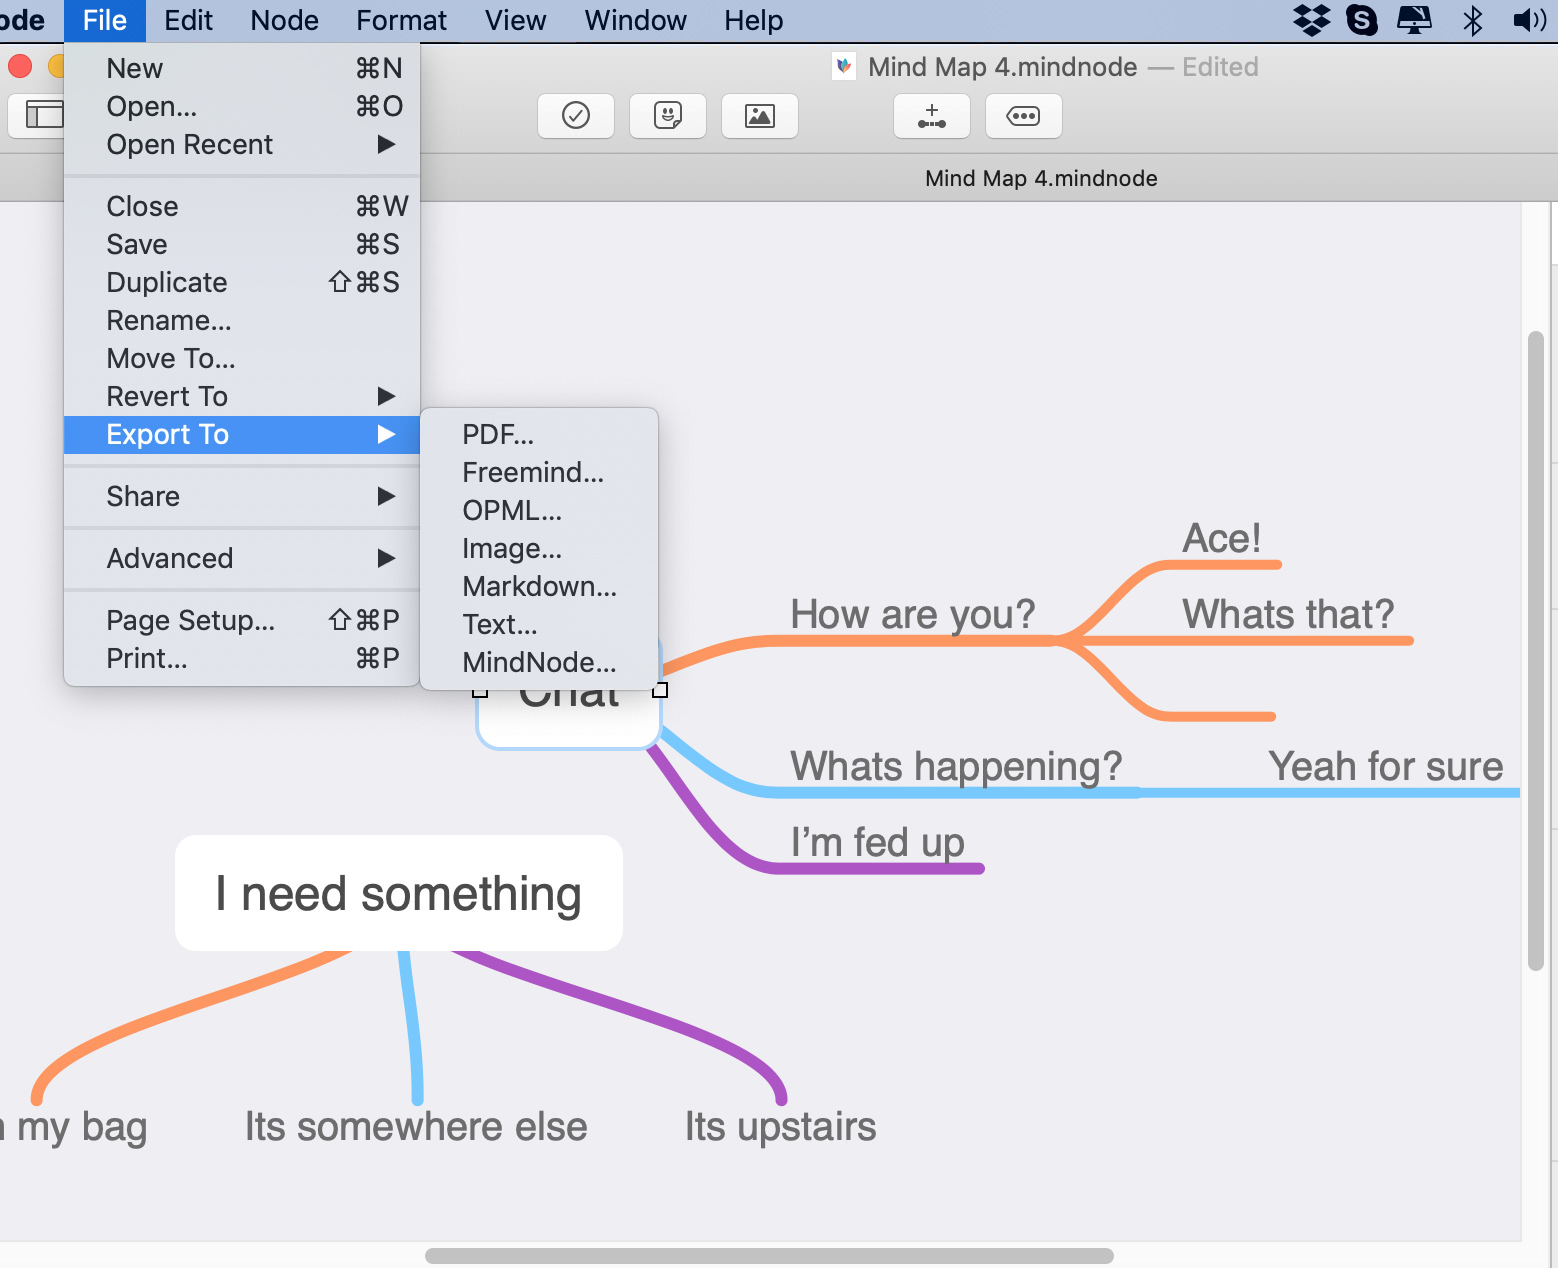 ode File Edit Node Format View Window Help
Mind Map 4.mindnode — Edited
Mind Map 4.mindnode
New ⌘N
Open... ⌘O
Open Recent
Close ⌘W
Save ⌘S
Duplicate ⇧⌘S
Rename...
Move To...
Revert To
Export To
Share
Advanced
Page Setup... ⇧⌘P
Print... ⌘P
PDF...
Freemind...
OPML...
Image...
Markdown...
Text...
MindNode...
Chat
How are you?
Ace!
Whats that?
Whats happening?
Yeah for sure
I'm fed up
I need something
my bag
Its somewhere else
Its upstairs